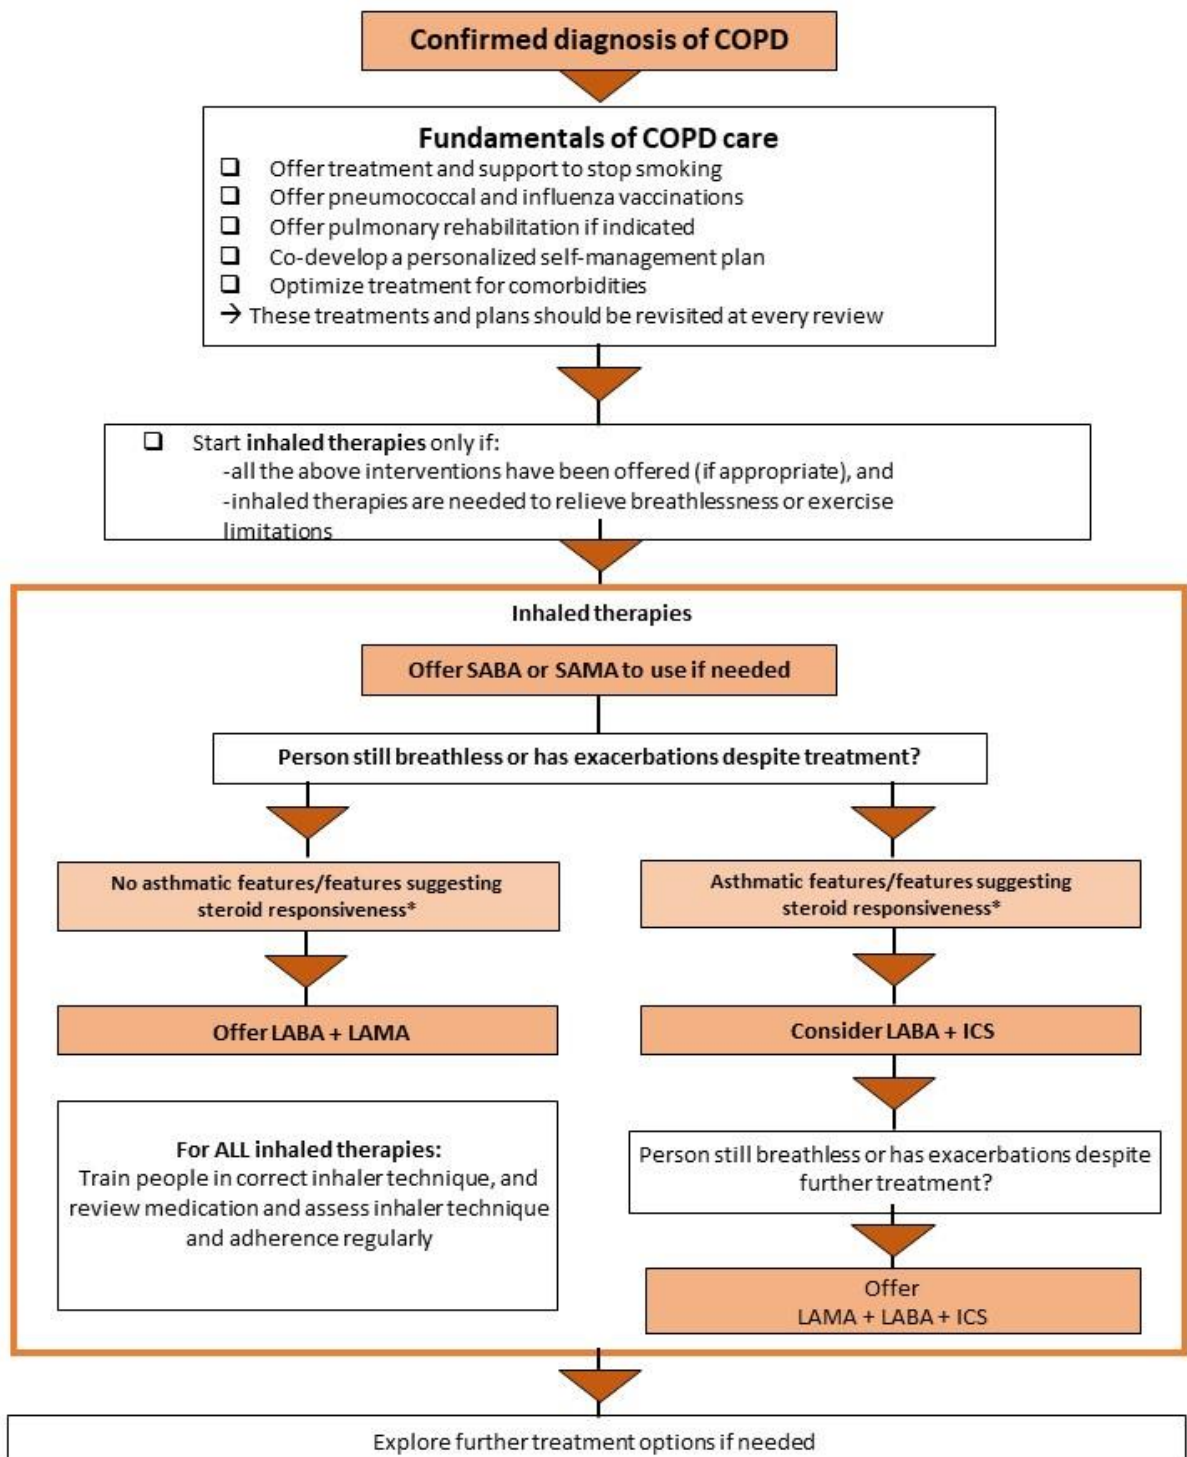 Confirmed diagnosis of COPD
Fundamentals of COPD care
❑ Offer treatment and support to stop smoking
❑ Offer pneumococcal and influenza vaccinations
❑ Offer pulmonary rehabilitation if indicated
❑ Co-develop a personalized self-management plan
❑ Optimize treatment for comorbidities
→ These treatments and plans should be revisited at every review
❑ Start inhaled therapies only if:
-all the above interventions have been offered (if appropriate), and
-inhaled therapies are needed to relieve breathlessness or exercise
limitations
Inhaled therapies
Offer SABA or SAMA to use if needed
Person still breathless or has exacerbations despite treatment?
No asthmatic features/features suggesting
steroid responsiveness*
Offer LABA + LAMA
For ALL inhaled therapies:
Train people in correct inhaler technique, and
review medication and assess inhaler technique
and adherence regularly
Asthmatic features/features suggesting
steroid responsiveness*
Consider LABA + ICS
Person still breathless or has exacerbations despite
further treatment?
Offer
LAMA + LABA + ICS
Explore further treatment options if needed